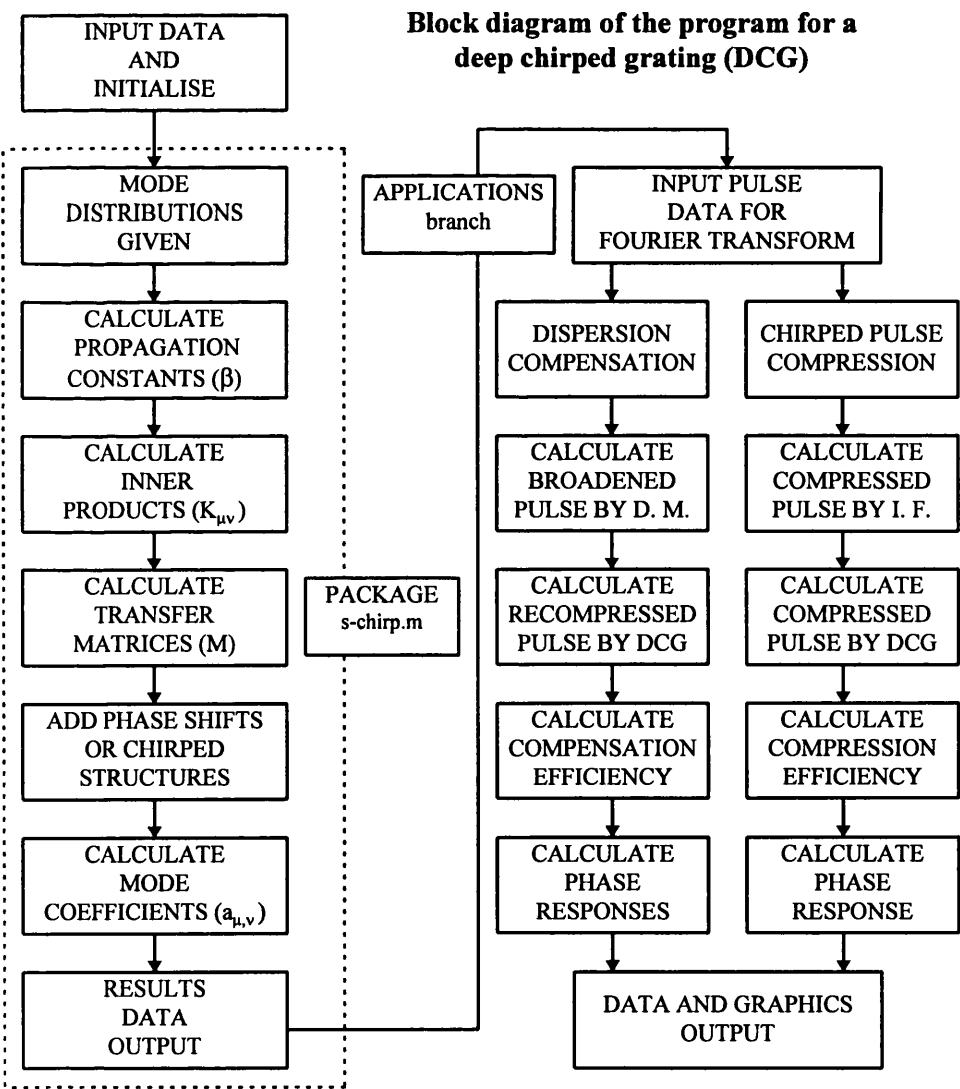 Block diagram of the program for a
deep chirped grating (DCG)
INPUT DATA
AND
INITIALISE
MODE
DISTRIBUTIONS
GIVEN
CALCULATE
PROPAGATION
CONSTANTS (β)
CALCULATE
INNER
PRODUCTS (Kμν)
CALCULATE
TRANSFER
MATRICES (M)
ADD PHASE SHIFTS
OR CHIRPED
STRUCTURES
CALCULATE
MODE
COEFFICIENTS (aμ,ν)
RESULTS
DATA
OUTPUT
PACKAGE
s-chirp.m
APPLICATIONS
branch
INPUT PULSE
DATA FOR
FOURIER TRANSFORM
DISPERSION
COMPENSATION
CALCULATE
BROADENED
PULSE BY D. M.
CALCULATE
RECOMPRESSED
PULSE BY DCG
CALCULATE
COMPENSATION
EFFICIENCY
CALCULATE
PHASE
RESPONSES
CHIRPED PULSE
COMPRESSION
CALCULATE
COMPRESSED
PULSE BY I. F.
CALCULATE
COMPRESSED
PULSE BY DCG
CALCULATE
COMPRESSION
EFFICIENCY
CALCULATE
PHASE
RESPONSE
DATA AND GRAPHICS
OUTPUT